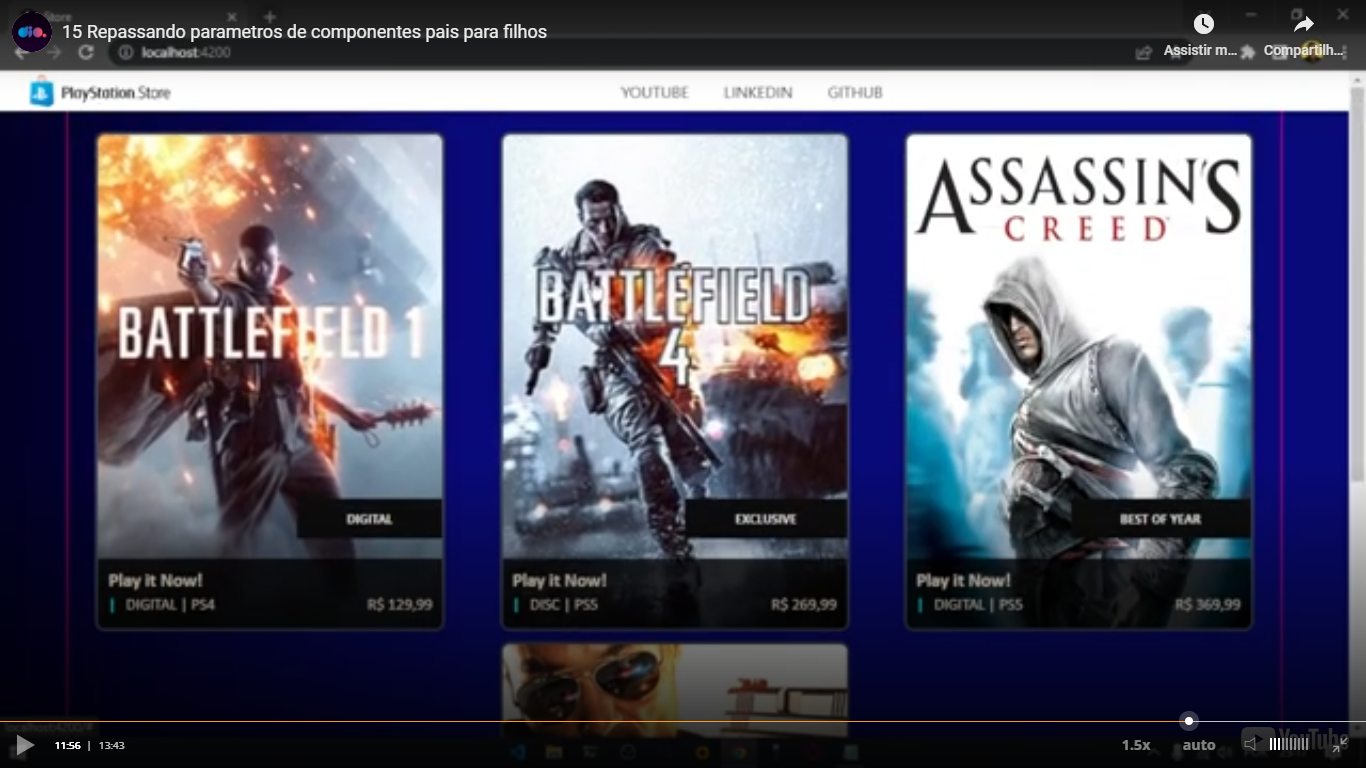 Store
dio.
15 Repassando parametros de componentes pais para filhos
localhost:4200
Assistir m...
Compartilh...
PlayStation.Store
YOUTUBE
LINKEDIN
GITHUB
BATTLEFIELD 1
DIGITAL
Play it Now!
DIGITAL | PS4
R$ 129,99
BATTLEFIELD
4
EXCLUSIVE
Play it Now!
DISC | PS5
R$ 269,99
ASSASSIN'S
CREED
BEST OF YEAR
Play it Now!
DIGITAL | PS5
R$ 369,99
localhost:4200/#
11:56 | 13:43
1.5x
auto
YouTube